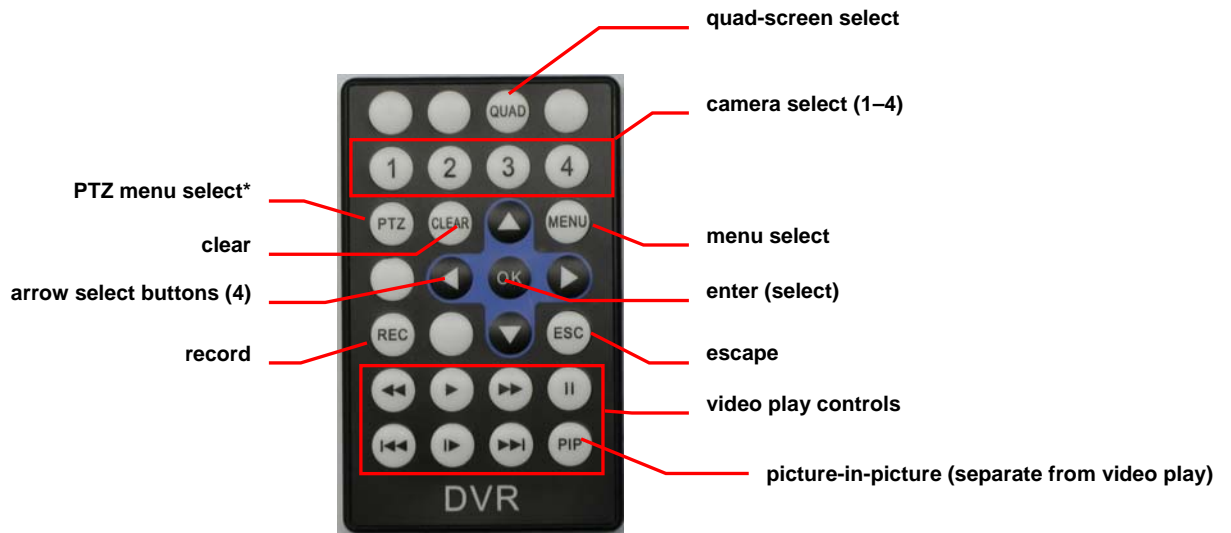 quad-screen select
camera select (1–4)
QUAD
1 2 3 4
PTZ menu select*
PTZ CLEAR MENU
clear
menu select
arrow select buttons (4)
OK
enter (select)
REC ESC
record
escape
video play controls
PIP
picture-in-picture (separate from video play)
DVR